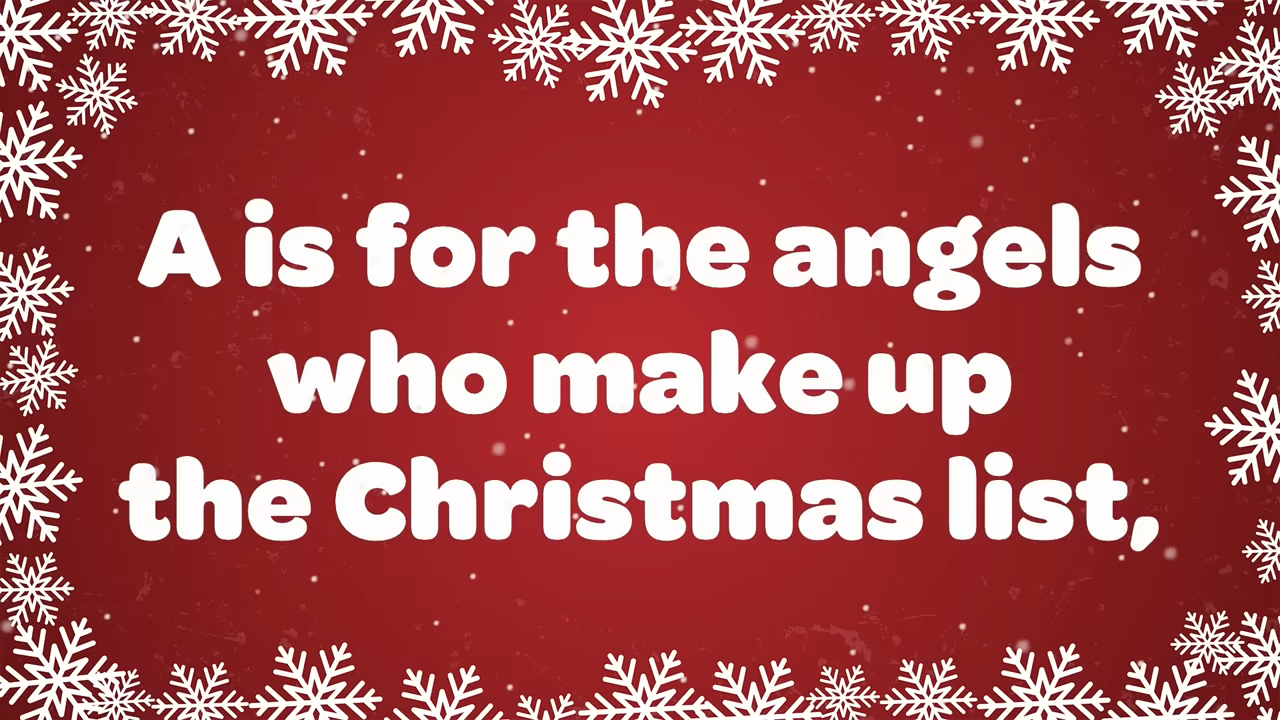 A is for the angels
who make up
the Christmas list,